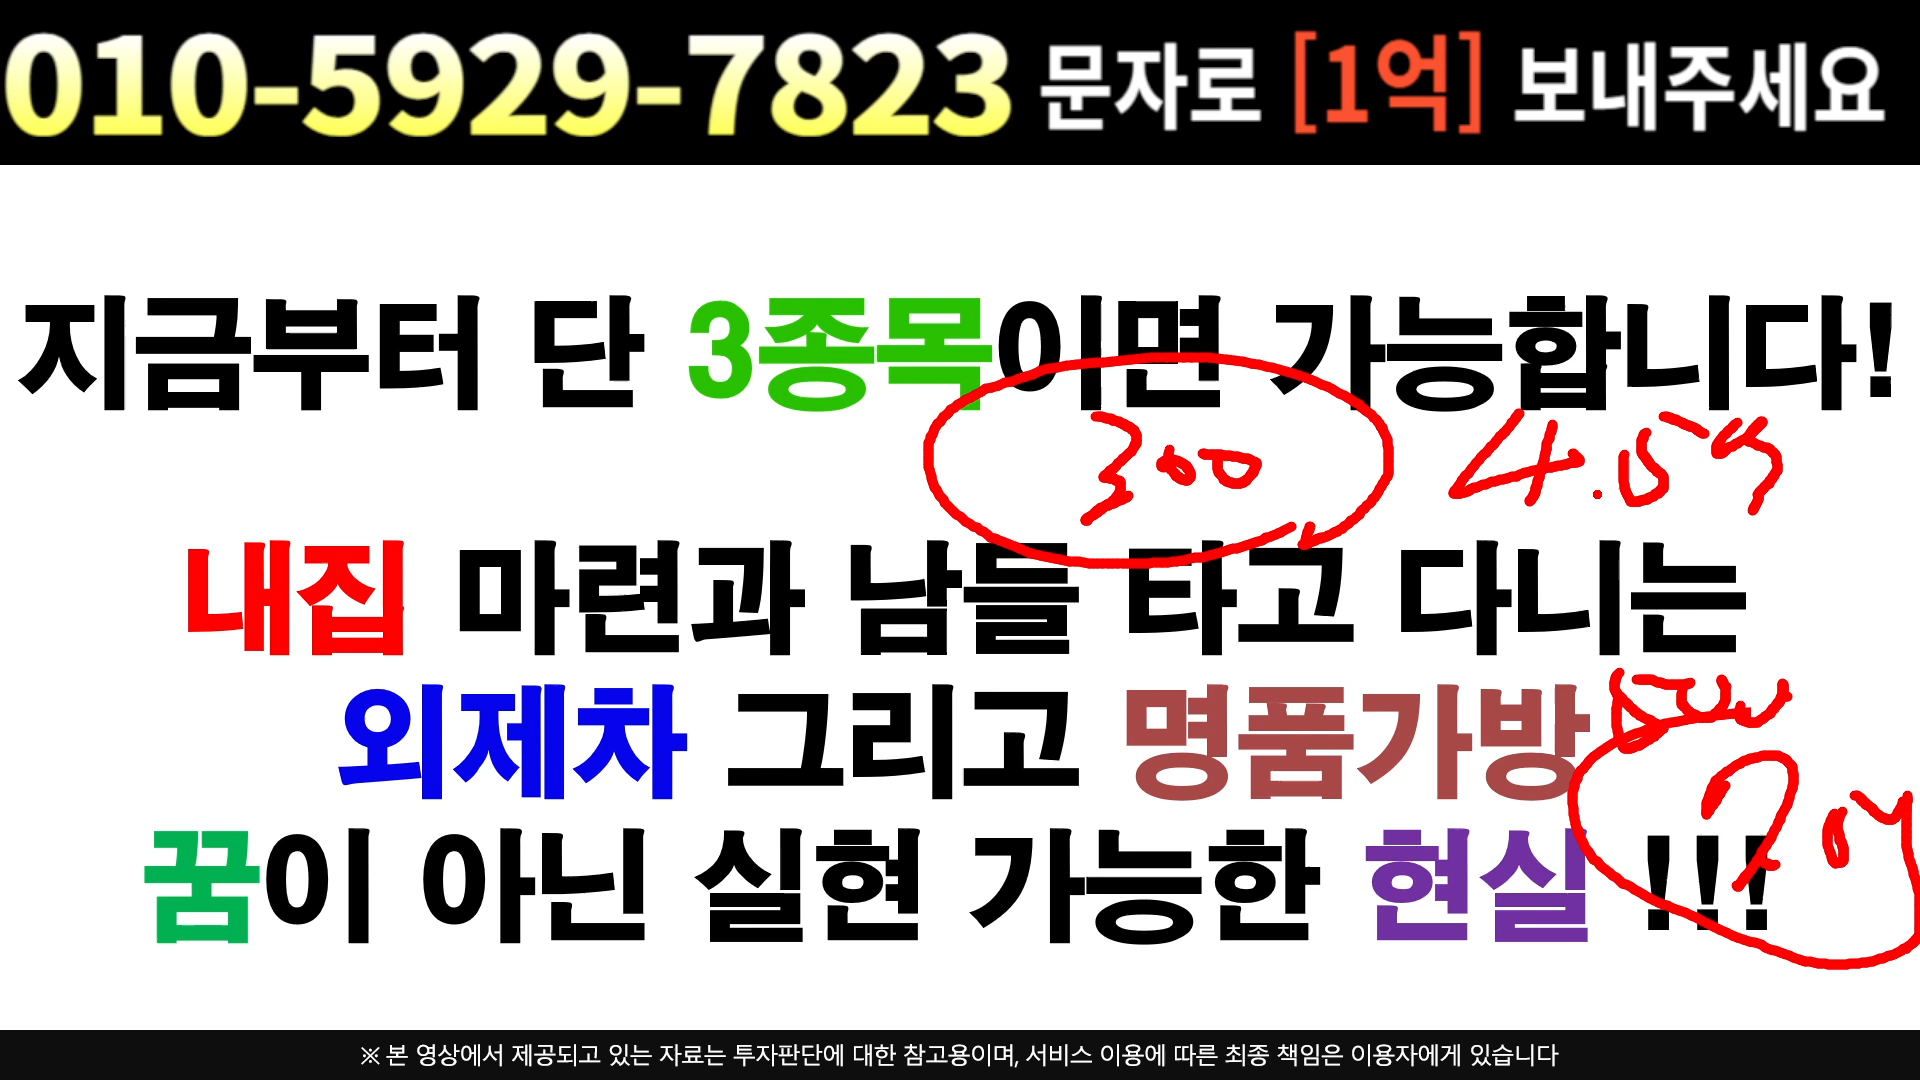 010-5929-7823 문자로 [1억] 보내주세요
지금부터 단 3종목이면 가능합니다!
300
4.5억
내집 마련과 남들 타고 다니는
외제차 그리고 명품가방
500
꿈이 아닌 실현 가능한 현실 !!!
※ 본 영상에서 제공되고 있는 자료는 투자판단에 대한 참고용이며, 서비스 이용에 따른 최종 책임은 이용자에게 있습니다